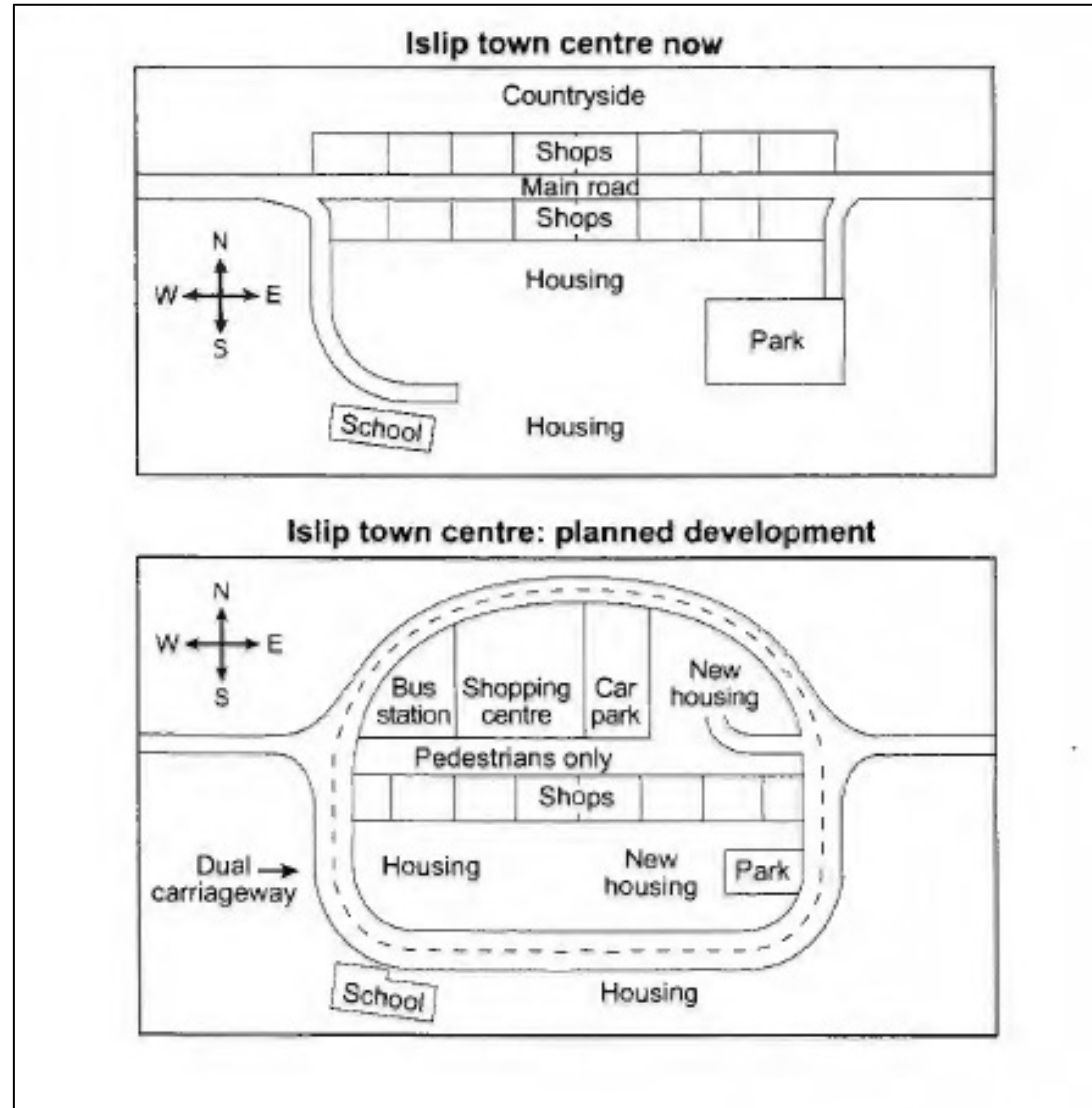 Islip town centre now
Countryside
Shops
Main road
Shops
N
W E
S
Housing
Park
School
Housing
Islip town centre: planned development
N
W E
S
Bus
station
Shopping
centre
Car
park
New
housing
Pedestrians only
Shops
Dual
carriageway
Housing
New
housing
Park
School
Housing